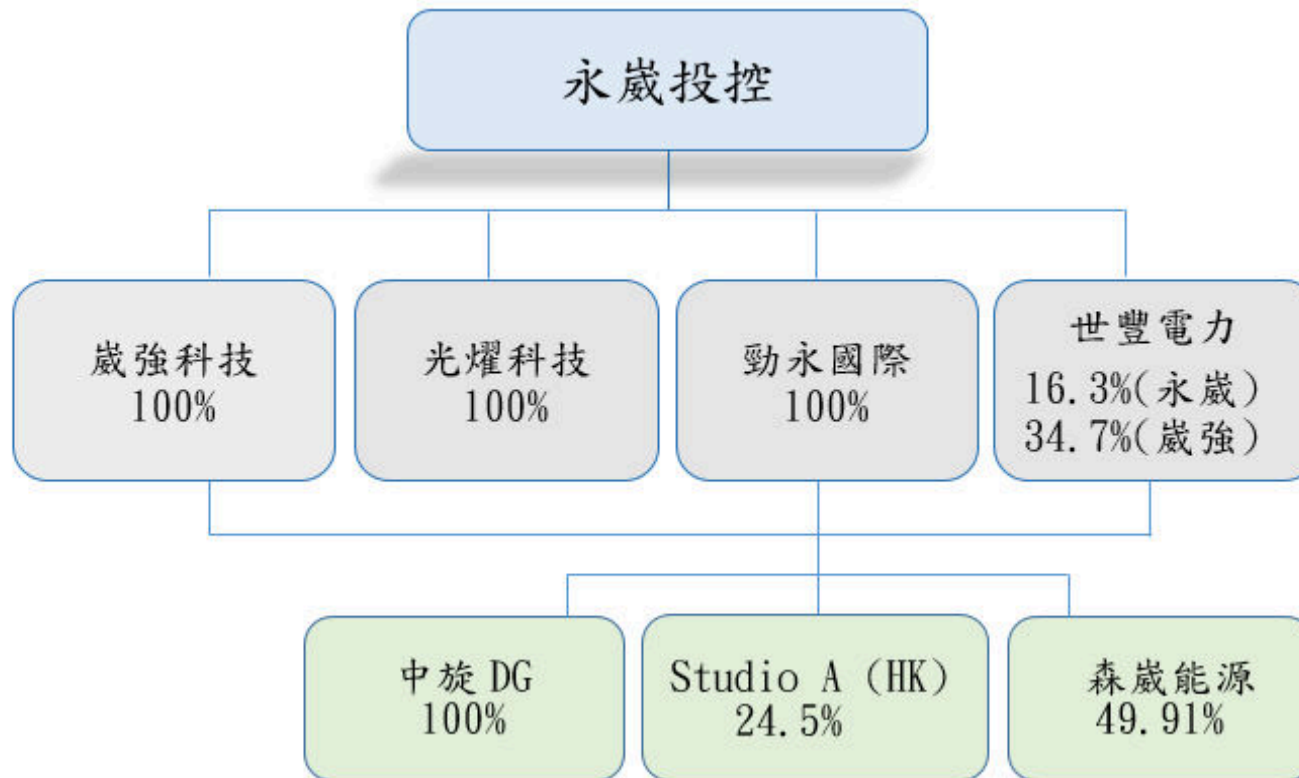 永崴投控
崴強科技
100%
光燿科技
100%
勁永國際
100%
世豐電力
16.3%(永崴)
34.7%(崴強)
中旋 DG
100%
Studio A (HK)
24.5%
森崴能源
49.91%